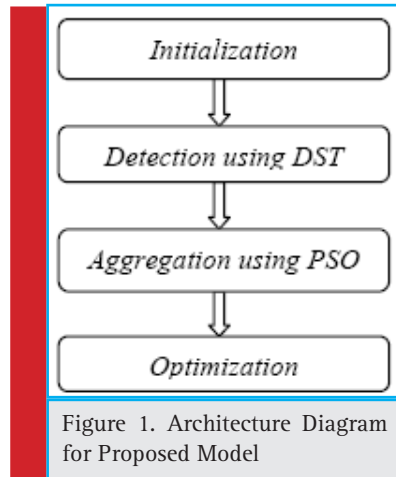 Initialization
Detection using DST
Aggregation using PSO
Optimization
Figure 1. Architecture Diagram
for Proposed Model